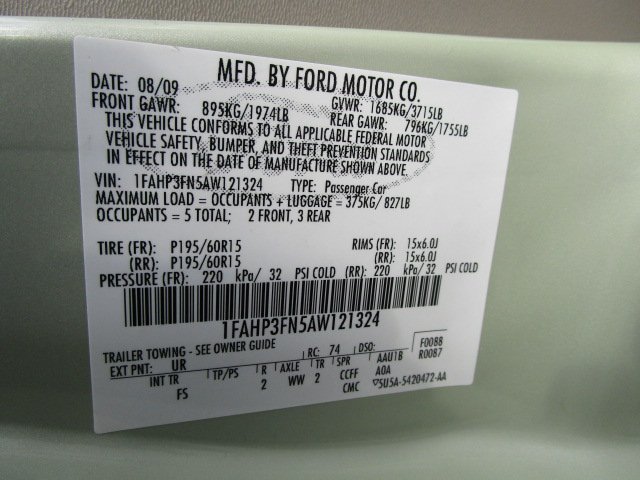 MFD. BY FORD MOTOR CO.
DATE: 08/09 GVWR: 1685KG/3715LB
FRONT GAWR: 895KG/1974LB REAR GAWR: 796KG/1755LB
THIS VEHICLE CONFORMS TO ALL APPLICABLE FEDERAL MOTOR
VEHICLE SAFETY, BUMPER, AND THEFT PREVENTION STANDARDS
IN EFFECT ON THE DATE OF MANUFACTURE SHOWN ABOVE.
VIN: 1FAHP3FN5AW121324 TYPE: Passenger Car
MAXIMUM LOAD = OCCUPANTS + LUGGAGE = 375KG/ 827LB
OCCUPANTS = 5 TOTAL; 2 FRONT, 3 REAR
TIRE (FR): P195/60R15 RIMS (FR): 15x6.0J
(RR): P195/60R15 (RR): 15x6.0J
PRESSURE (FR): 220 kPa/ 32 PSI COLD (RR): 220 kPa/ 32 PSI COLD
1FAHP3FN5AW121324
TRAILER TOWING - SEE OWNER GUIDE RC: 74 DSO: F0088
EXT PNT: UR R0087
INT TR TP/PS R AXLE TR SPR AAU1B
FS 2 WW 2 CCFF A0A
CMC 5U5A-5420472-AA